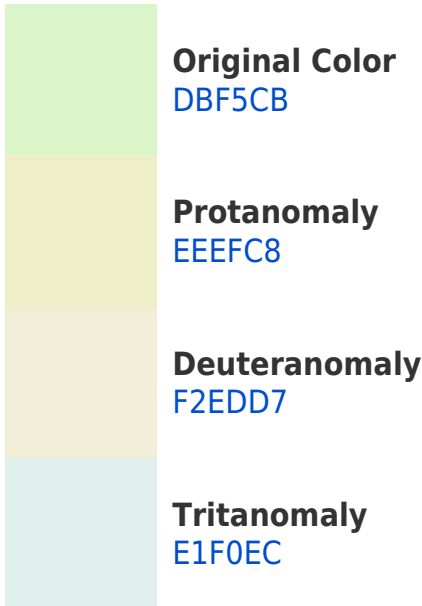 Original Color
DBF5CB
Protanomaly
EEEFC8
Deuteranomaly
F2EDD7
Tritanomaly
E1F0EC